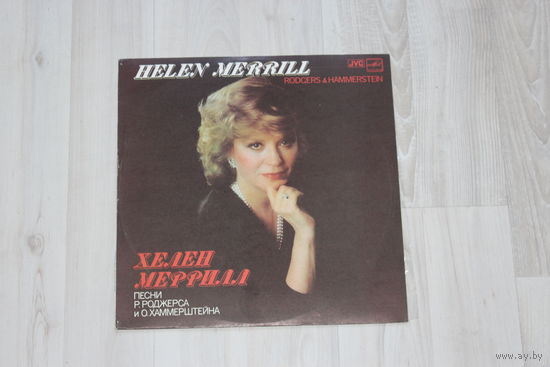 HELEN MERRILL
JVC
RODGERS & HAMMERSTEIN
ХЕЛЕН
МЕРРИЛЛ
ПЕСНИ
Р. РОДЖЕРСА
и О. ХАММЕРШТЕЙНА
www.ay.by